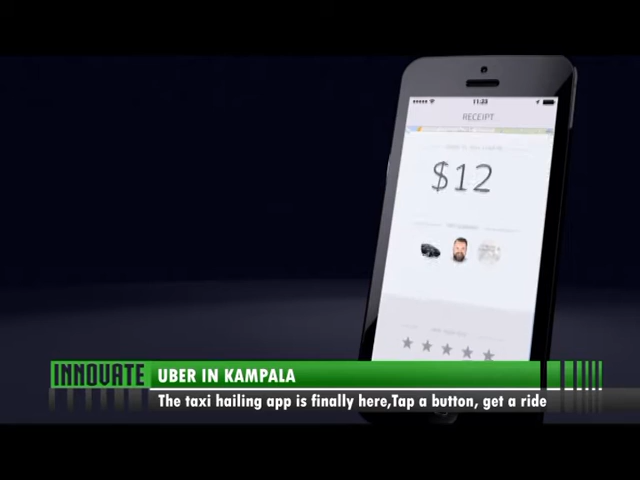 11:23
RECEIPT
$12
INNOVATE
UBER IN KAMPALA
The taxi hailing app is finally here,Tap a button, get a ride